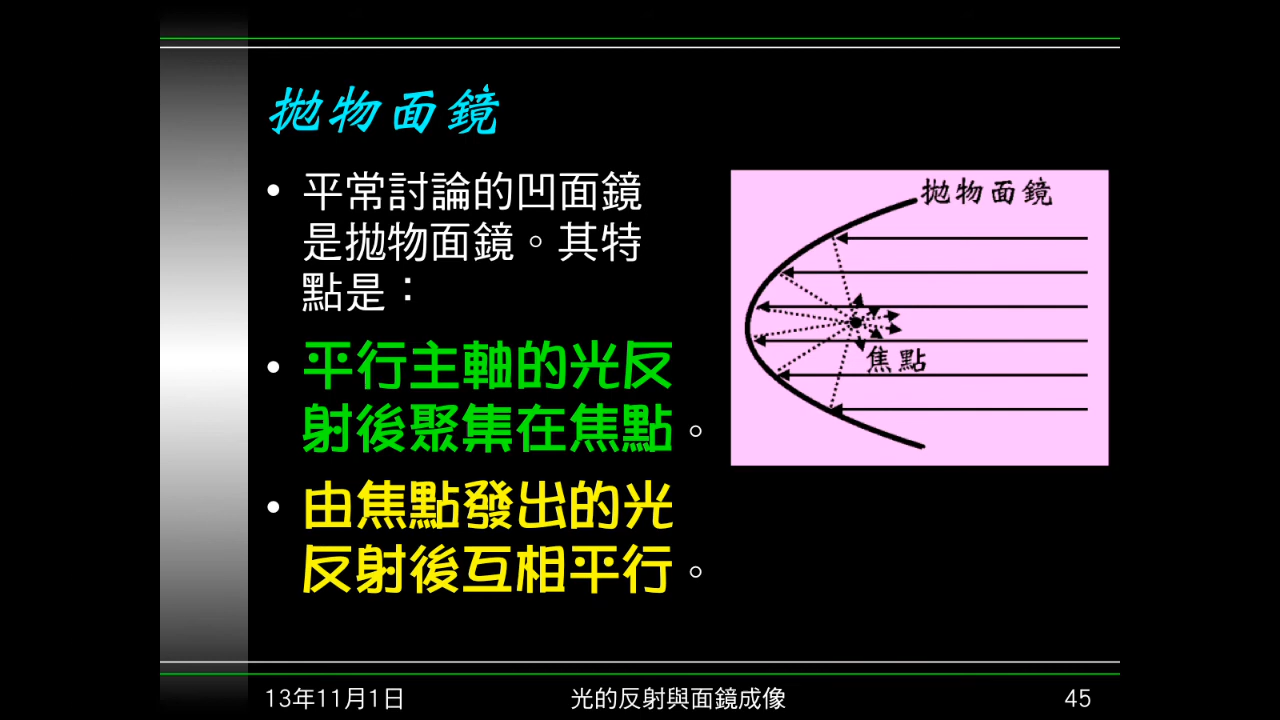 拋物面鏡
• 平常討論的凹面鏡
是拋物面鏡。其特
點是：
• 平行主軸的光反
射後聚集在焦點。
• 由焦點發出的光
反射後互相平行。
拋物面鏡
焦點
13年11月1日
光的反射與面鏡成像
45